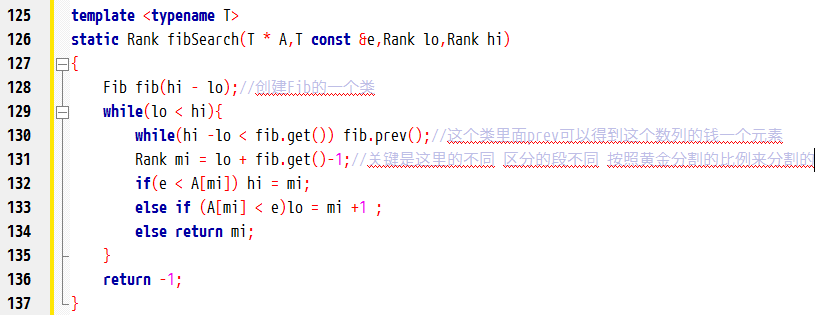 125 template <typename T>
126 static Rank fibSearch(T * A,T const &e,Rank lo,Rank hi)
127 {
128 Fib fib(hi - lo);//创建Fib的一个类
129 while(lo < hi){
130 while(hi -lo < fib.get()) fib.prev();//这个类里面prev可以得到这个数列的钱一个元素
131 Rank mi = lo + fib.get()-1;//关键是这里的不同 区分的段不同 按照黄金分割的比例来分割的
132 if(e < A[mi]) hi = mi;
133 else if (A[mi] < e)lo = mi +1 ;
134 else return mi;
135 }
136 return -1;
137 }